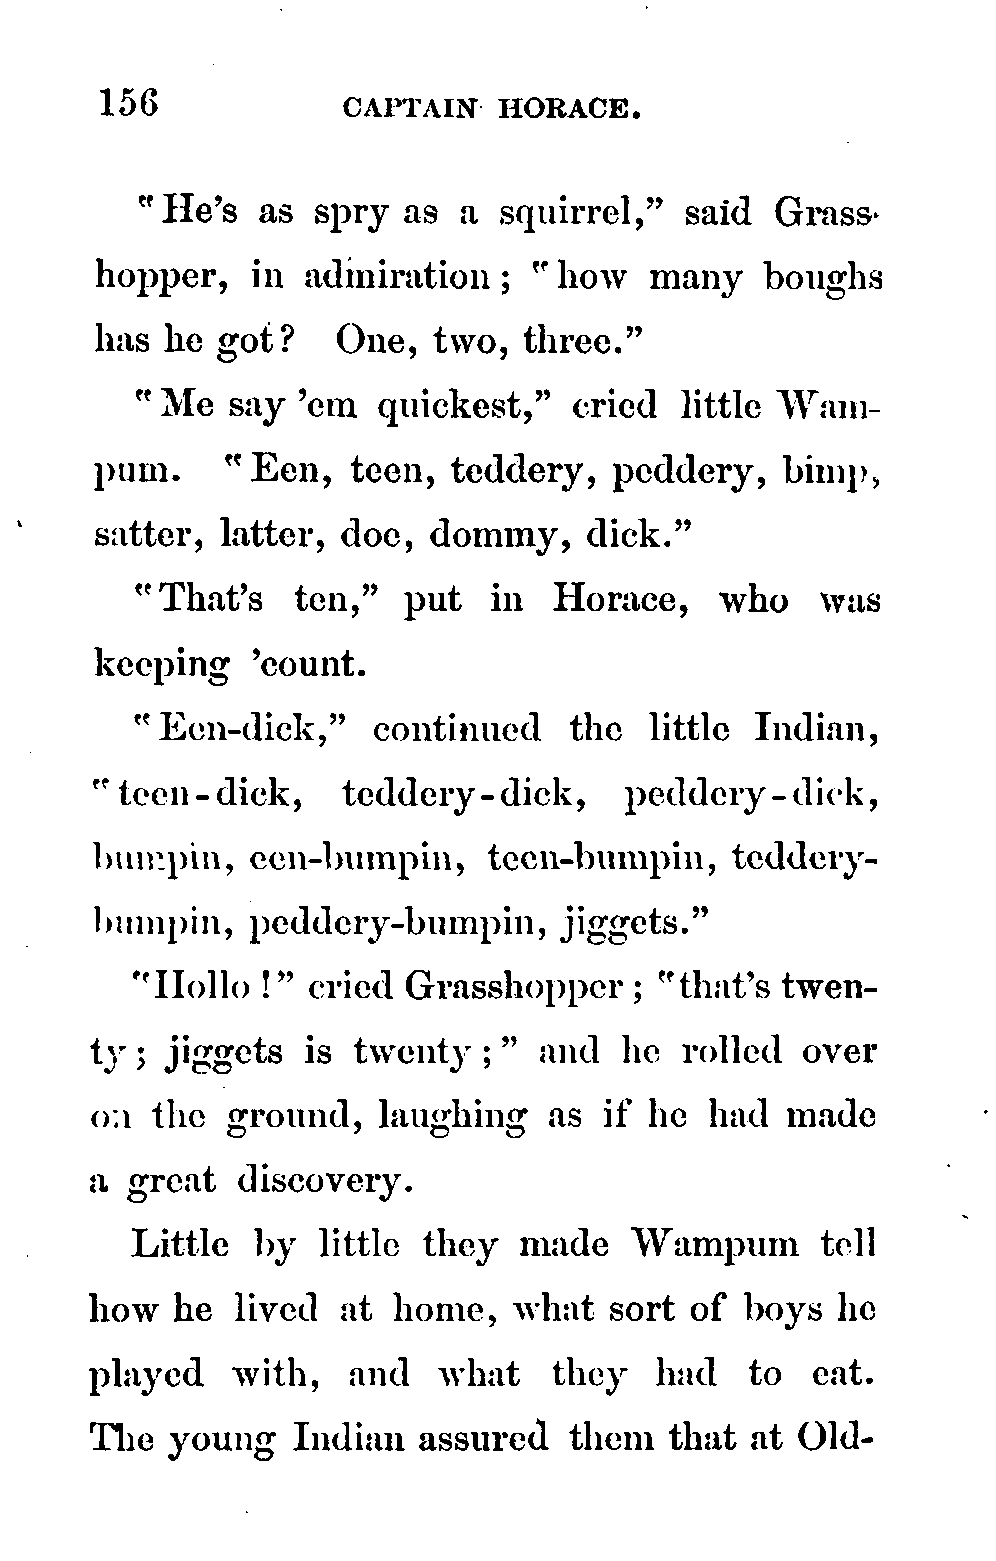 156 CAPTAIN HORACE.
"He's as spry as a squirrel," said Grass-
hopper, in admiration; "how many boughs
has he got? One, two, three."
"Me say 'em quickest," cried little Wam-
pum. "Een, teen, teddery, peddery, bimp,
satter, latter, doe, dommy, dick."
"That's ten," put in Horace, who was
keeping 'count.
"Een-dick," continued the little Indian,
"teen-dick, teddery-dick, peddery-dick,
bumpin, een-bumpin, teen-bumpin, teddery-
bumpin, peddery-bumpin, jiggets."
"Hollo!" cried Grasshopper; "that's twen-
ty; jiggets is twenty;" and he rolled over
on the ground, laughing as if he had made
a great discovery.
Little by little they made Wampum tell
how he lived at home, what sort of boys he
played with, and what they had to eat.
The young Indian assured them that at Old-